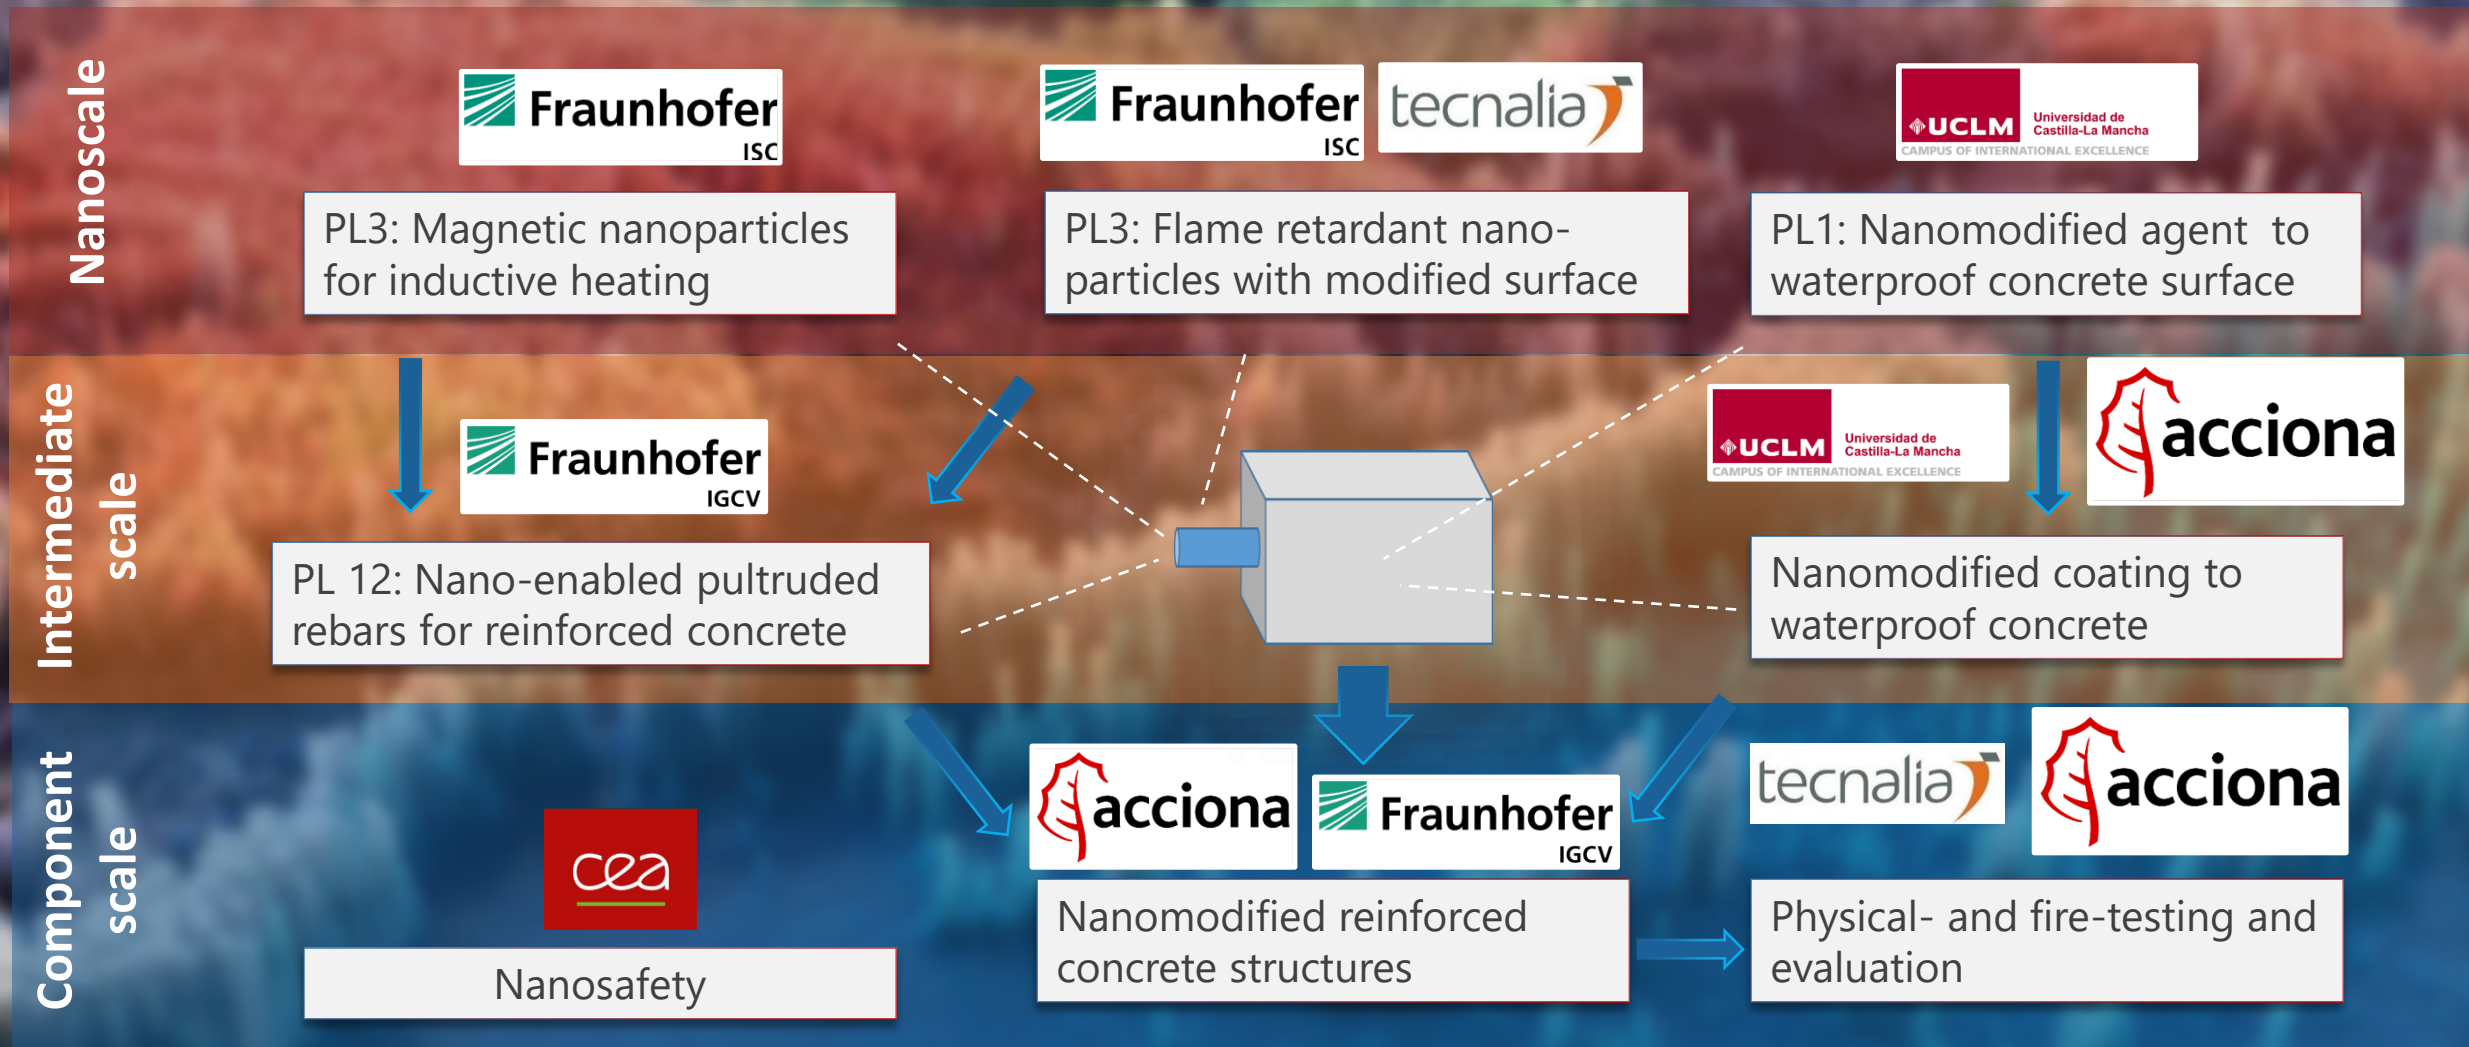 Nanoscale
Fraunhofer
ISC
Fraunhofer
ISC
tecnalia
UCLM
Universidad de
Castilla-La Mancha
CAMPUS OF INTERNATIONAL EXCELLENCE
PL3: Magnetic nanoparticles
for inductive heating
PL3: Flame retardant nano-
particles with modified surface
PL1: Nanomodified agent to
waterproof concrete surface
Intermediate
scale
Fraunhofer
IGCV
UCLM
Universidad de
Castilla-La Mancha
CAMPUS OF INTERNATIONAL EXCELLENCE
acciona
PL 12: Nano-enabled pultruded
rebars for reinforced concrete
Nanomodified coating to
waterproof concrete
Component
scale
cea
acciona
Fraunhofer
IGCV
tecnalia
acciona
Nanosafety
Nanomodified reinforced
concrete structures
Physical- and fire-testing and
evaluation